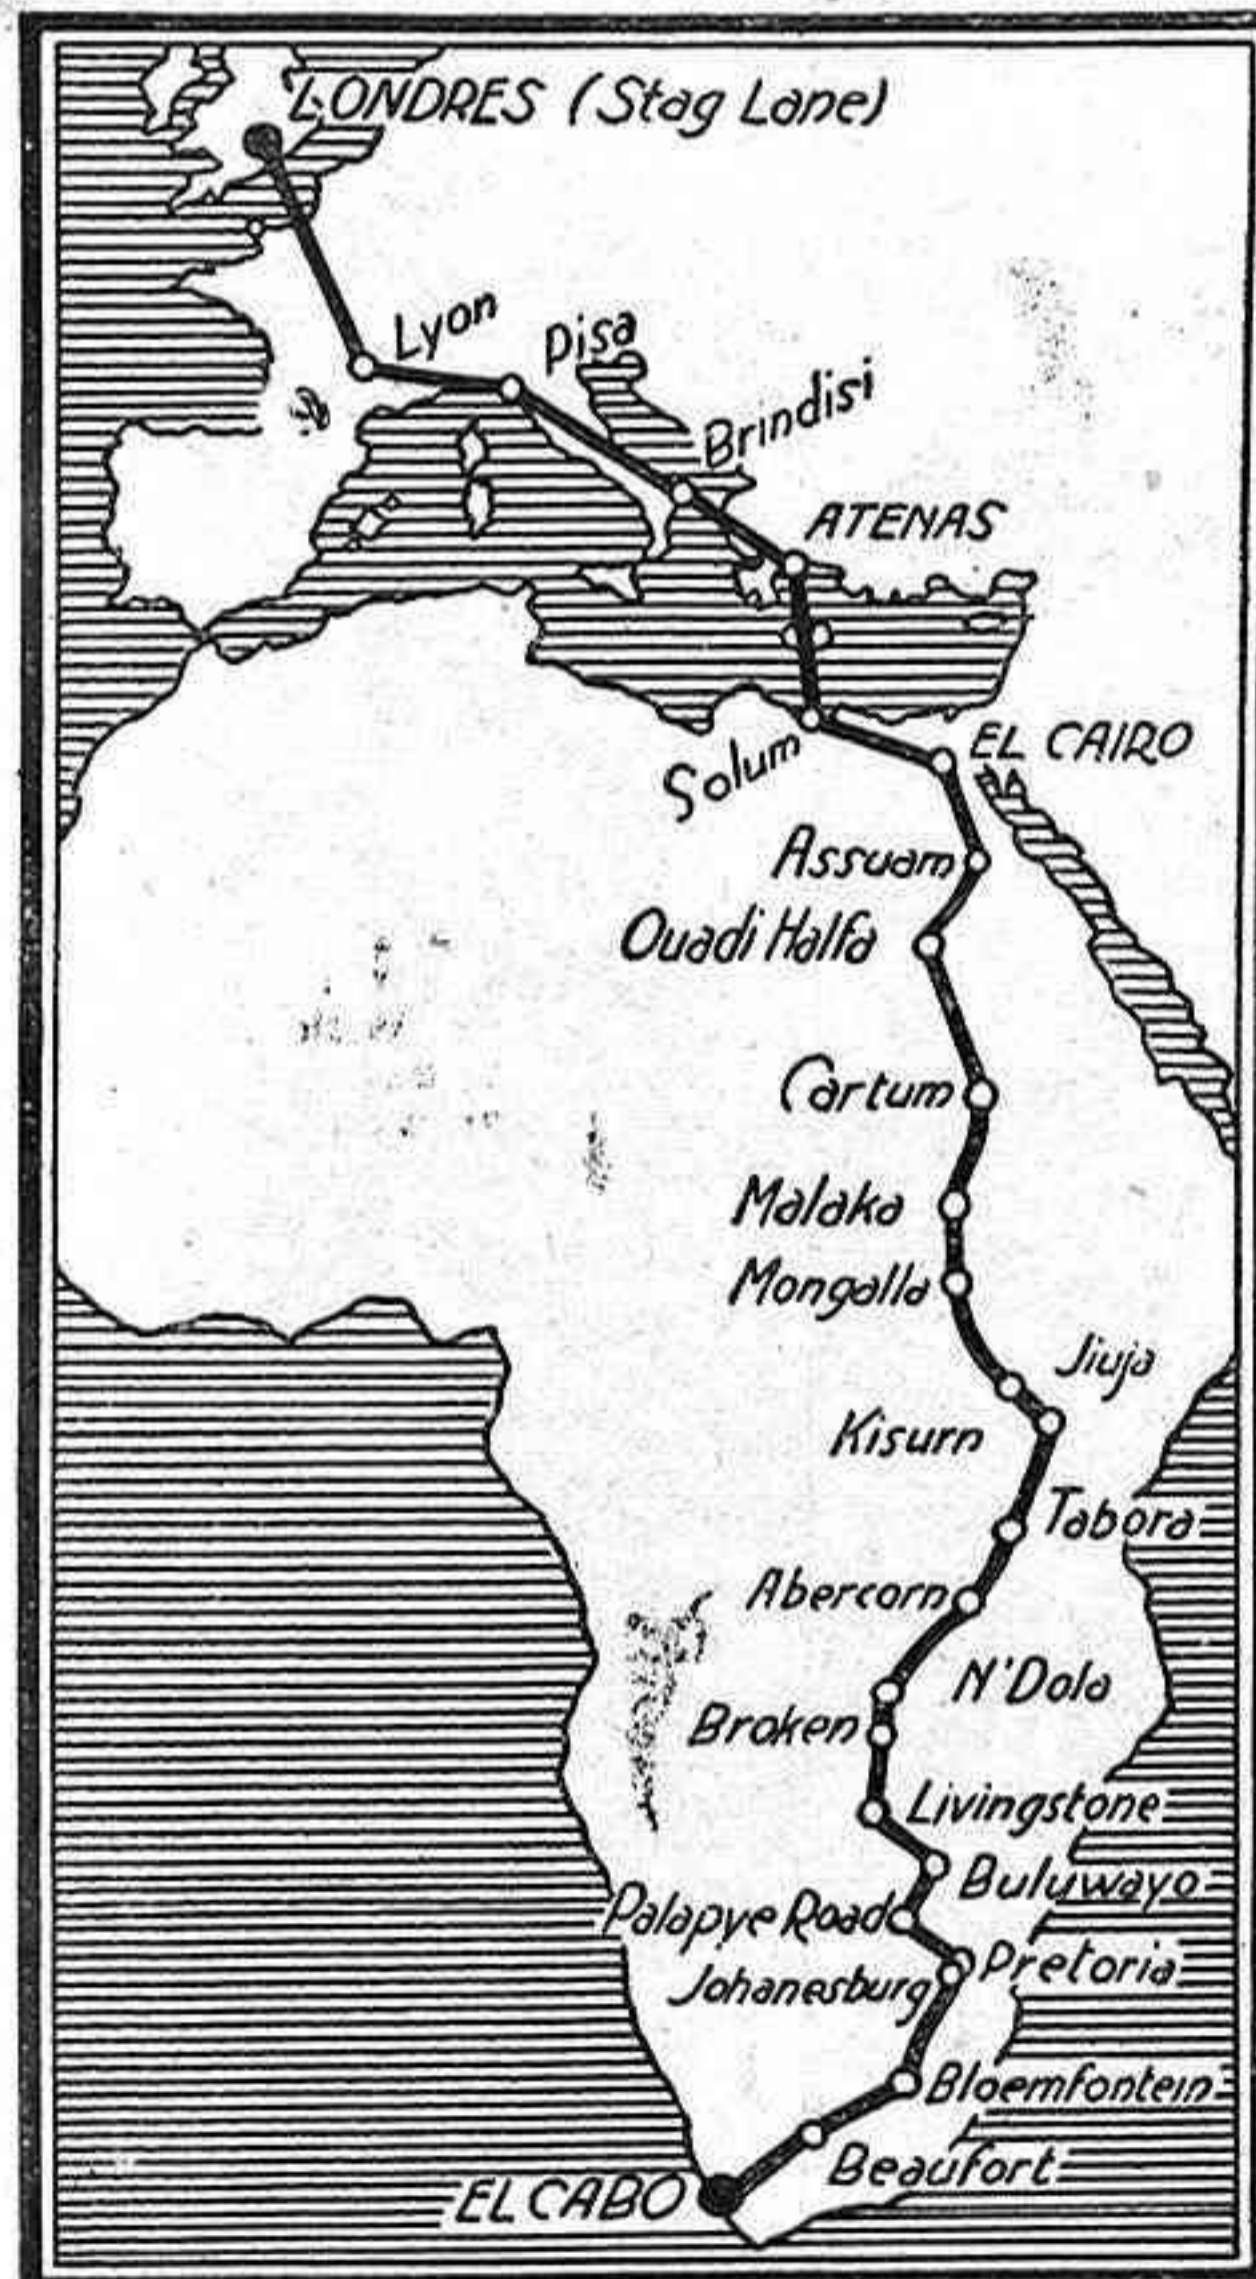 LONDRES (Stag Lane)
Lyon
Pisa
Brindisi
ATENAS
Solum
EL CAIRO
Assuam
Ouadi Halfa
Cartum
Malaka
Mongalla
Jiuja
Kisurn
Tabora
Abercorn
N'Dola
Broken
Livingstone
Buluwayo
Palapye Road
Pretoria
Johanesburg
Bloemfontein
Beaufort
EL CABO